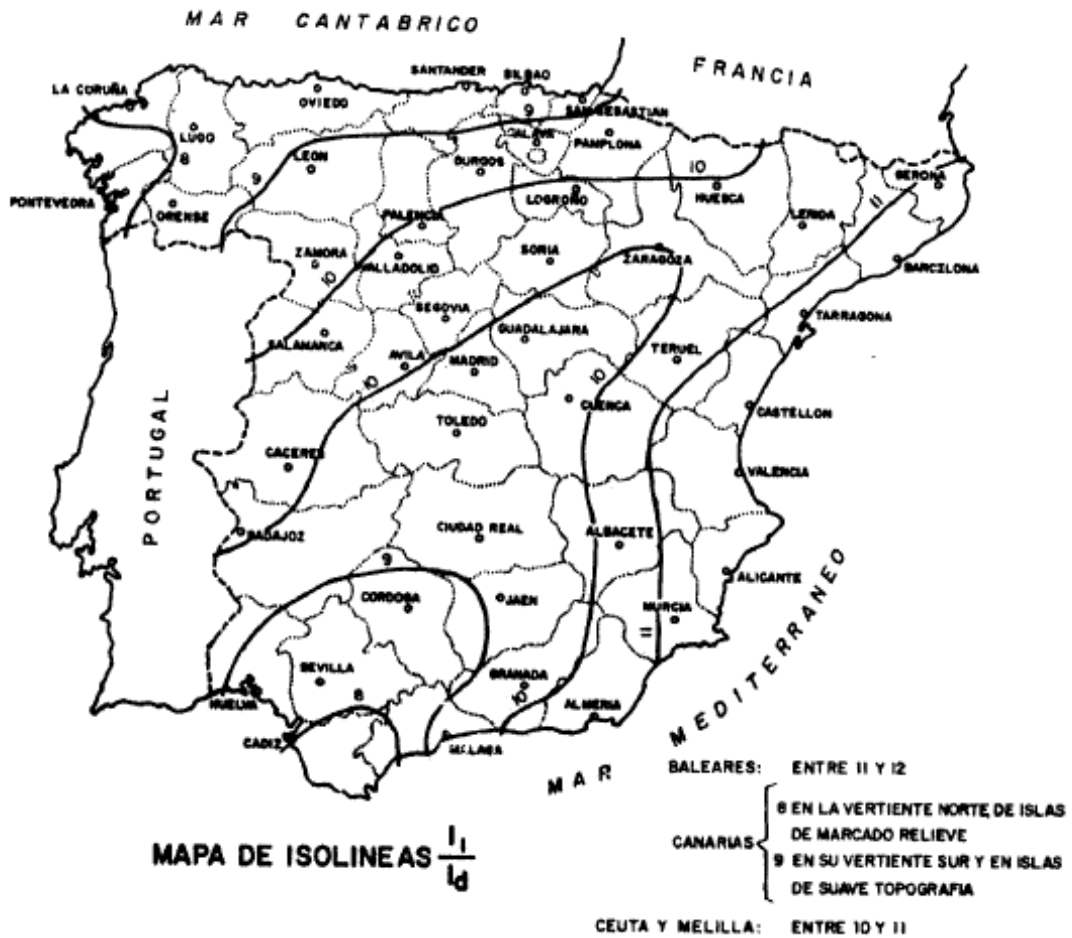 MAR CANTABRICO
FRANCIA
SANTANDER
BILBAO
LA CORUÑA
OVIEDO
SAN SEBASTIAN
9
LUGO
ALAVA
PAMPLONA
8
LEON
BURGOS
10
9
GERONA
PONTEVEDRA
ORENSE
LOGROÑO
HUESCA
11
PALENCIA
LERIDA
ZAMORA
VALLADOLID
SORIA
ZARAGOZA
BARCILONA
10
SEGOVIA
TARRAGONA
SALAMANCA
GUADALAJARA
AVILA
MADRID
TERUEL
10
10
CUENCA
CASTELLON
TOLEDO
CACERES
VALENCIA
PORTUGAL
BADAJOZ
CIUDAD REAL
ALBACETE
9
ALICANTE
CORDOBA
JAEN
MURCIA
11
SEVILLA
GRANADA
HUELVA
8
10
ALMERIA
CADIZ
MALAGA
MAR MEDITERRANEO
BALEARES: ENTRE 11 Y 12
CANARIAS
8 EN LA VERTIENTE NORTE DE ISLAS
DE MARCADO RELIEVE
9 EN SU VERTIENTE SUR Y EN ISLAS
DE SUAVE TOPOGRAFIA
MAPA DE ISOLINEAS I1/Id
CEUTA Y MELILLA: ENTRE 10 Y 11